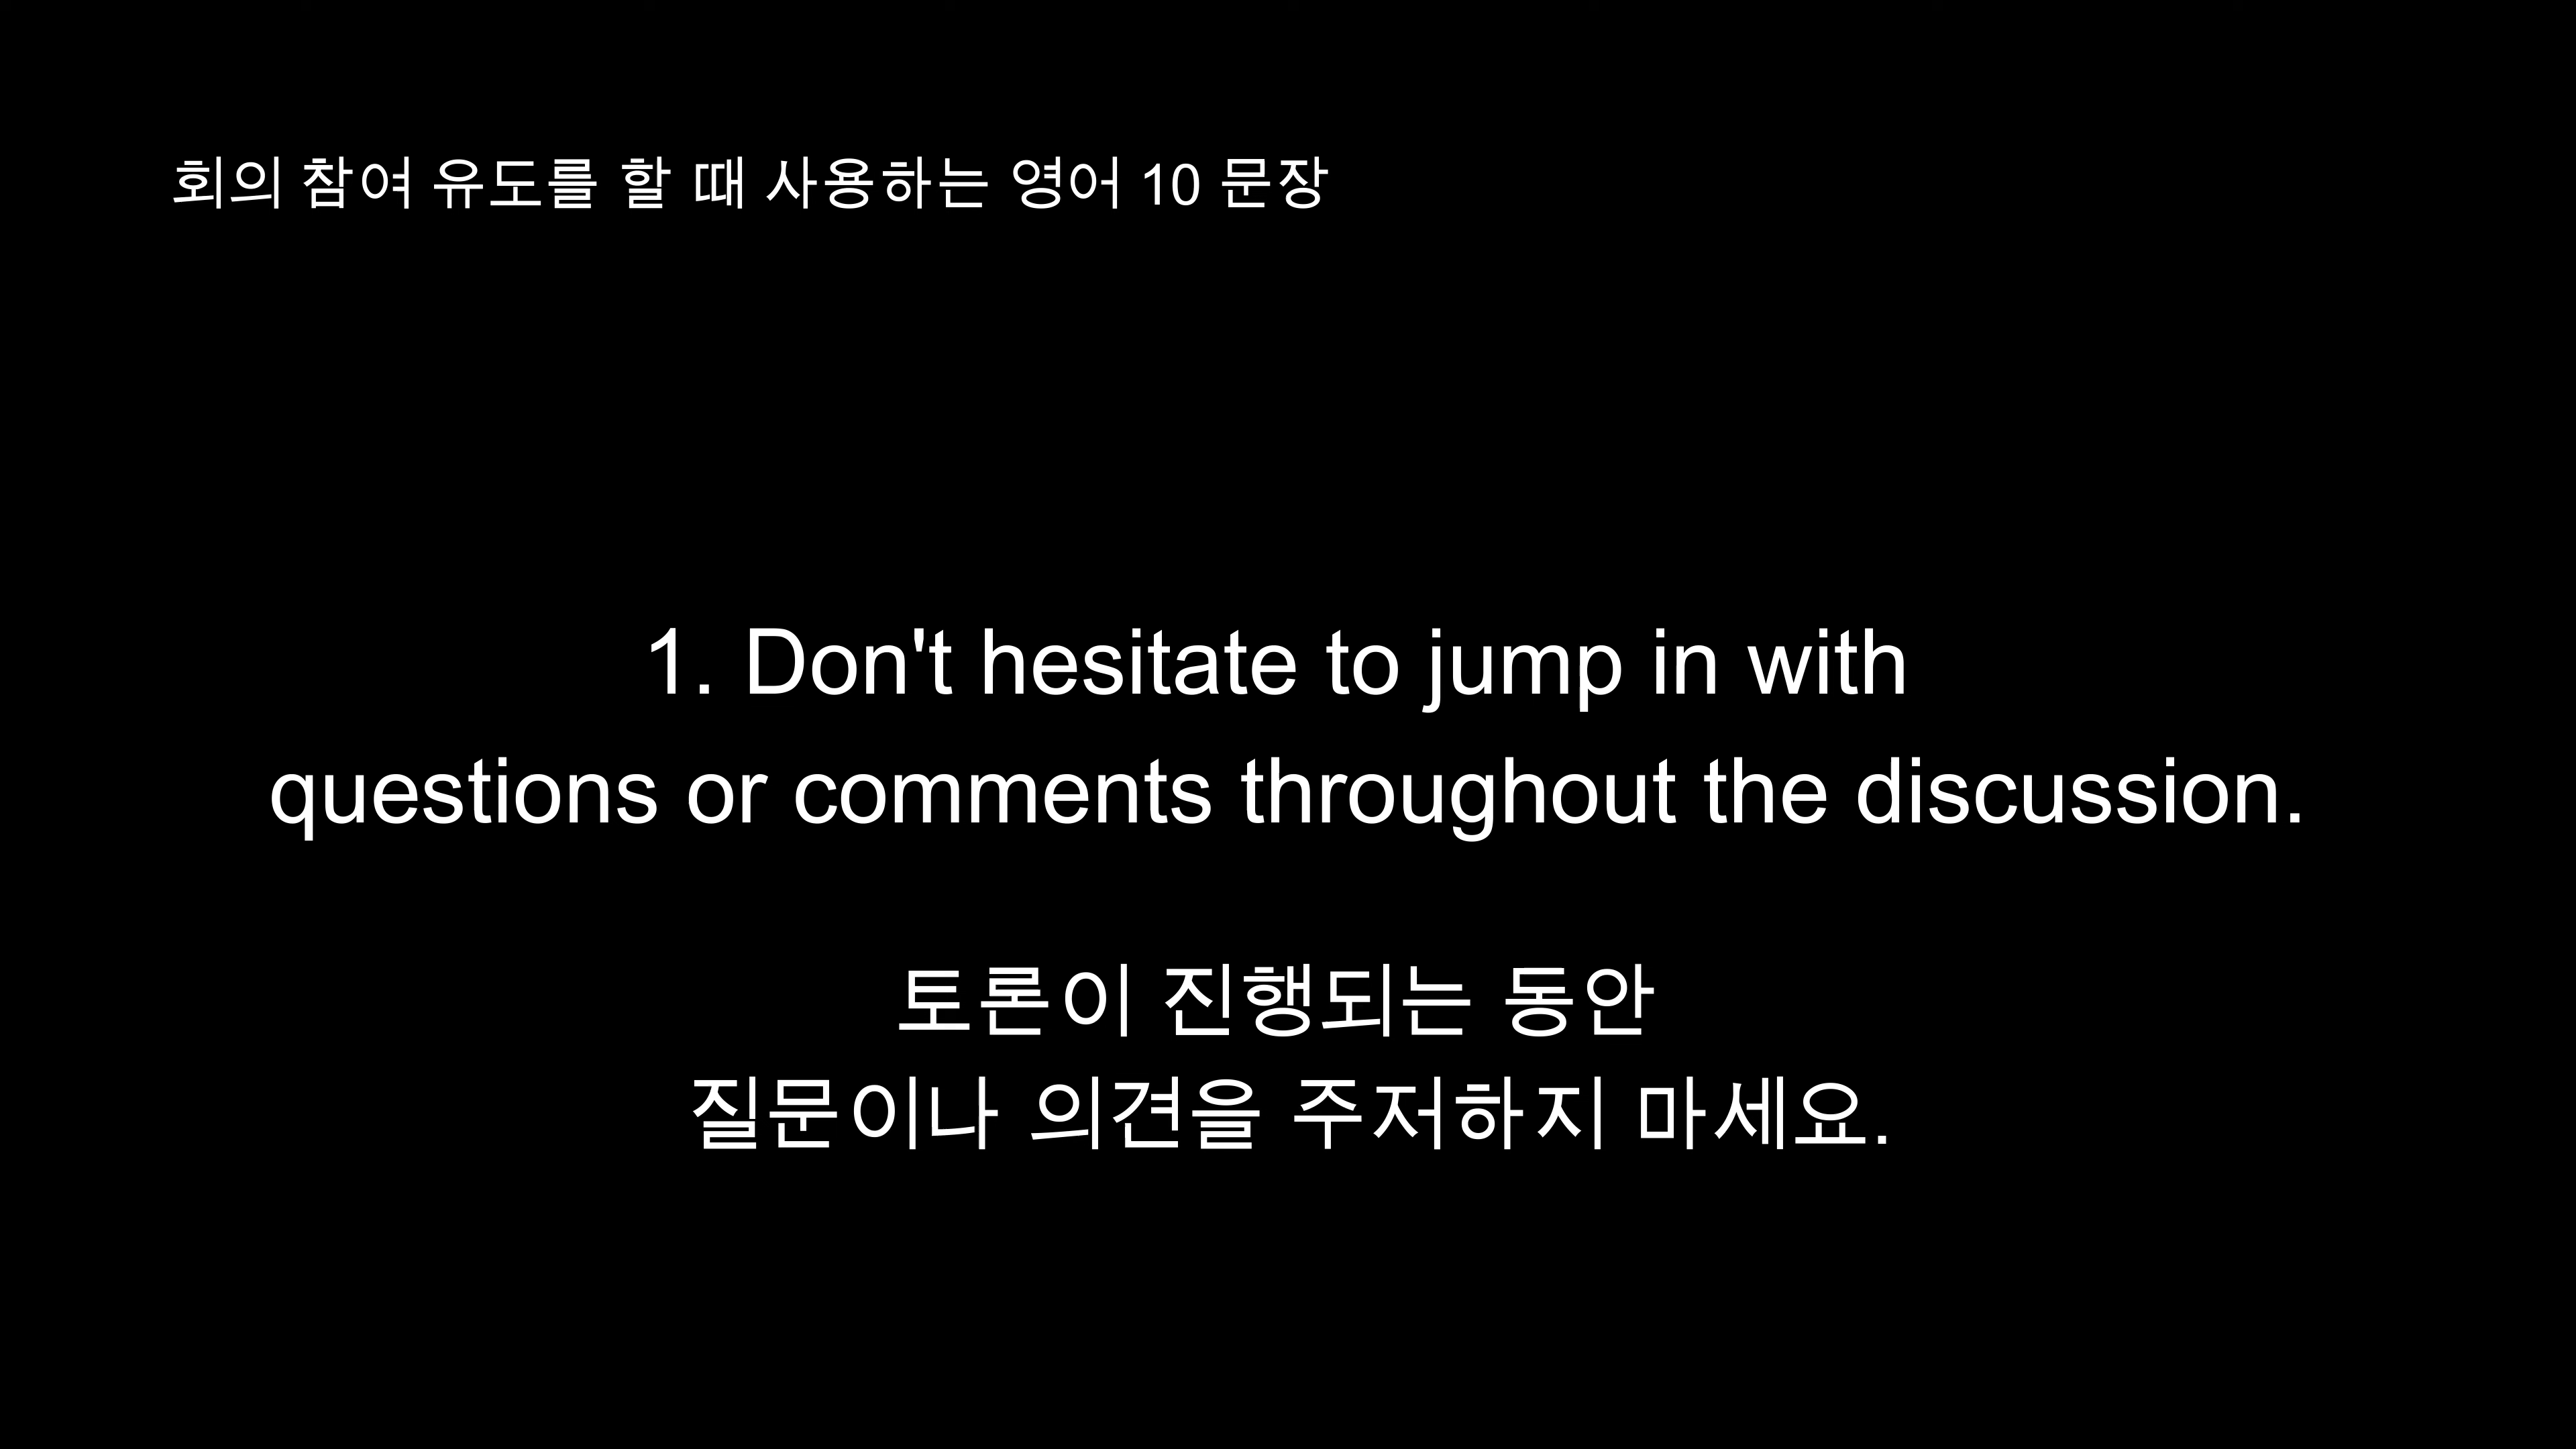 회의 참여 유도를 할 때 사용하는 영어 10 문장
1. Don't hesitate to jump in with
questions or comments throughout the discussion.
토론이 진행되는 동안
질문이나 의견을 주저하지 마세요.